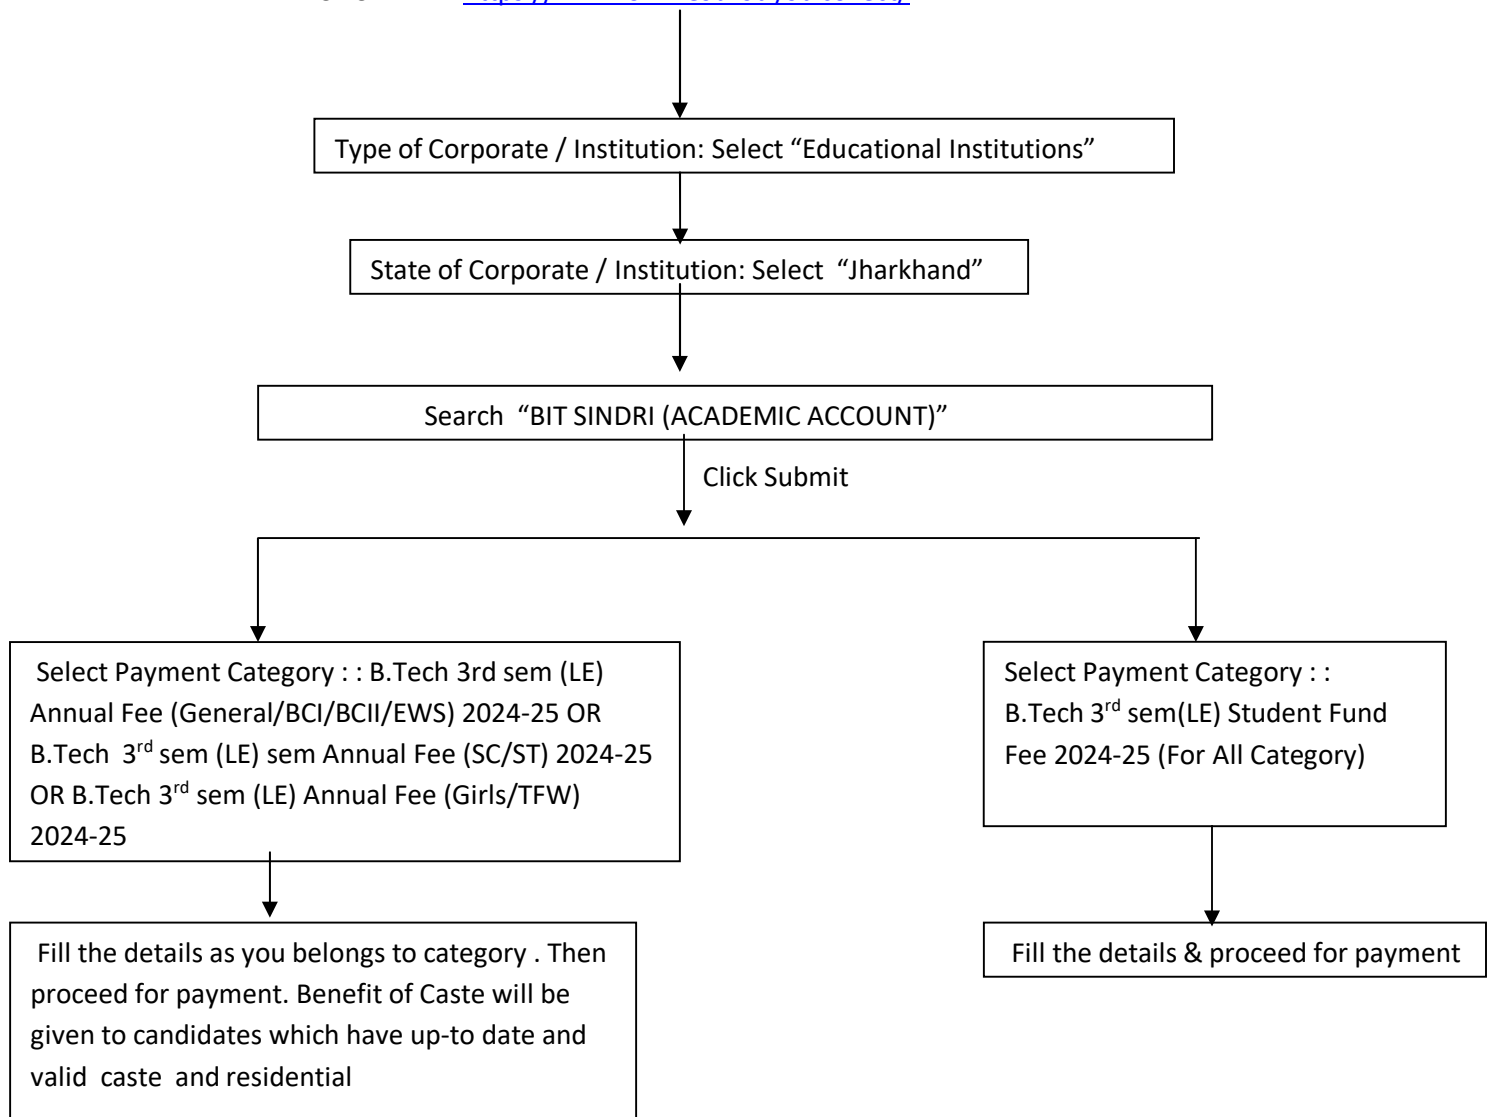 Type of Corporate / Institution: Select “Educational Institutions”
State of Corporate / Institution: Select “Jharkhand”
Search “BIT SINDRI (ACADEMIC ACCOUNT)”
Click Submit
Select Payment Category : : B.Tech 3rd sem (LE)
Annual Fee (General/BCI/BCII/EWS) 2024-25 OR
B.Tech 3rd sem (LE) sem Annual Fee (SC/ST) 2024-25
OR B.Tech 3rd sem (LE) Annual Fee (Girls/TFW)
2024-25
Select Payment Category : :
B.Tech 3rd sem(LE) Student Fund
Fee 2024-25 (For All Category)
Fill the details as you belongs to category . Then
proceed for payment. Benefit of Caste will be
given to candidates which have up-to date and
valid caste and residential
Fill the details & proceed for payment